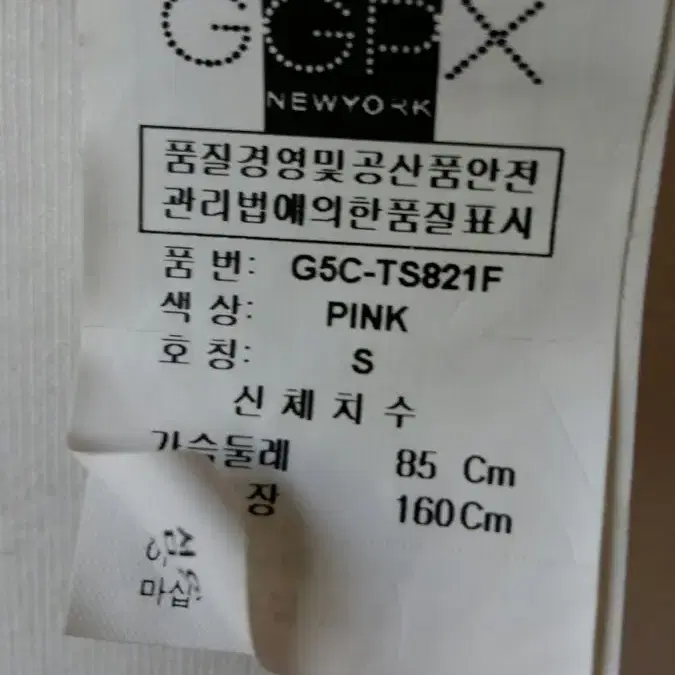 GGPX
NEWYORK
품질경영및공산품안전
관리법에의한품질표시
품 번: G5C-TS821F
색 상: PINK
호 칭: S
신 체 치 수
가슴둘레 85 Cm
장 160Cm
마십